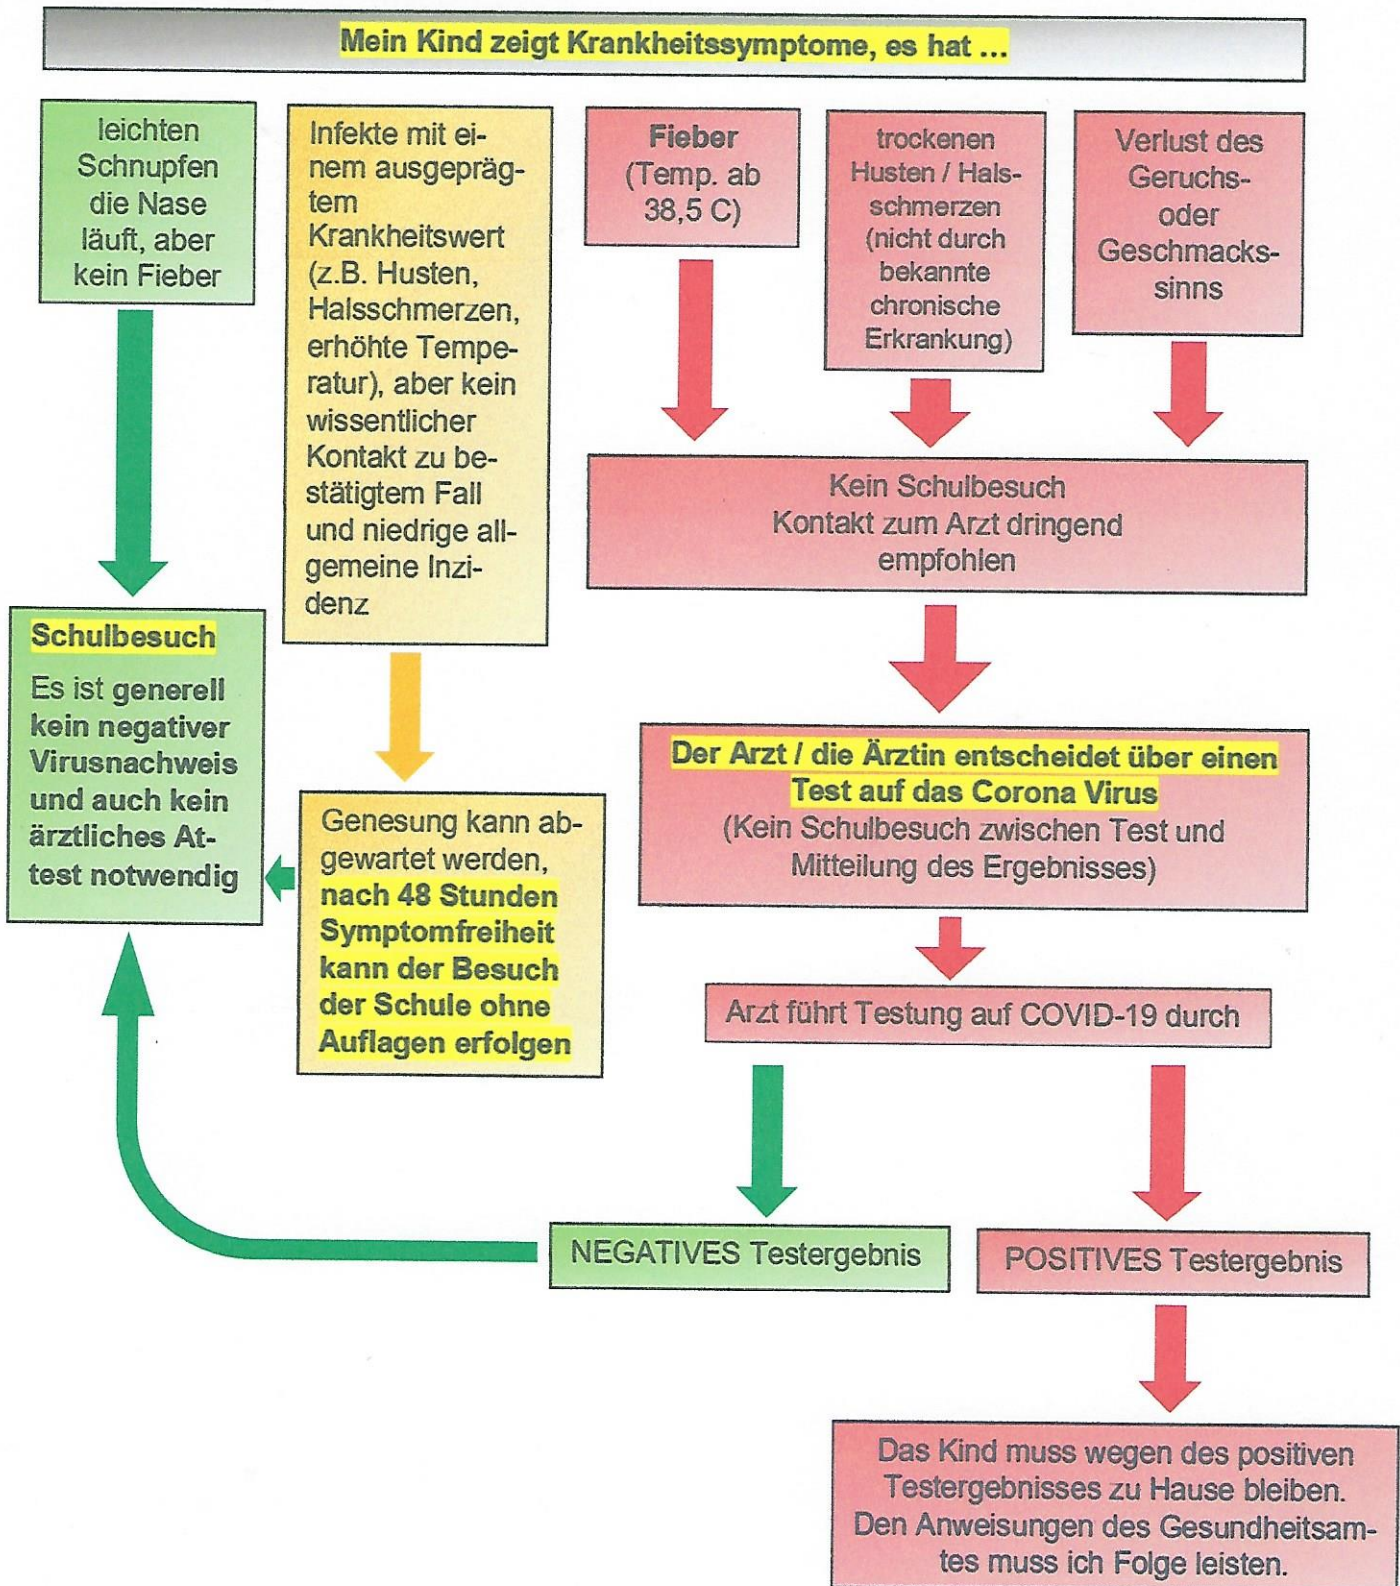 Mein Kind zeigt Krankheitssymptome, es hat ...
leichten
Schnupfen
die Nase
läuft, aber
kein Fieber
Infekte mit ei-
nem ausgepräg-
tem
Krankheitswert
(z.B. Husten,
Halsschmerzen,
erhöhte Tempe-
ratur), aber kein
wissentlicher
Kontakt zu be-
stätigtem Fall
und niedrige all-
gemeine Inzi-
denz
Fieber
(Temp. ab
38,5 C)
trockenen
Husten / Hals-
schmerzen
(nicht durch
bekannte
chronische
Erkrankung)
Verlust des
Geruchs-
oder
Geschmacks-
sinns
Kein Schulbesuch
Kontakt zum Arzt dringend
empfohlen
Schulbesuch
Es ist generell
kein negativer
Virusnachweis
und auch kein
ärztliches At-
test notwendig
Genesung kann ab-
gewartet werden,
nach 48 Stunden
Symptomfreiheit
kann der Besuch
der Schule ohne
Auflagen erfolgen
Der Arzt / die Ärztin entscheidet über einen
Test auf das Corona Virus
(Kein Schulbesuch zwischen Test und
Mitteilung des Ergebnisses)
Arzt führt Testung auf COVID-19 durch
NEGATIVES Testergebnis
POSITIVES Testergebnis
Das Kind muss wegen des positiven
Testergebnisses zu Hause bleiben.
Den Anweisungen des Gesundheitsam-
tes muss ich Folge leisten.